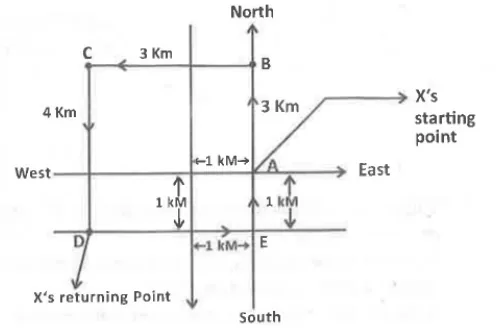 North
C
3 Km
B
3 Km
X's
starting
point
4 Km
←1 kM→
A
West
East
1 kM
1 kM
D
←1 kM→
E
X's returning Point
South